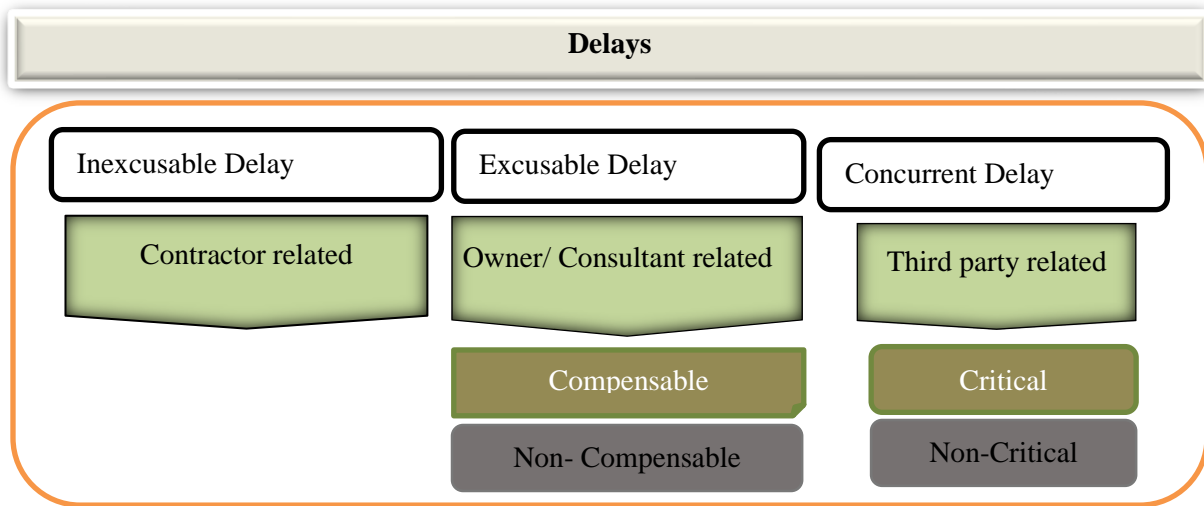 Delays
Inexcusable Delay
Excusable Delay
Concurrent Delay
Contractor related
Owner/ Consultant related
Third party related
Compensable
Critical
Non- Compensable
Non-Critical